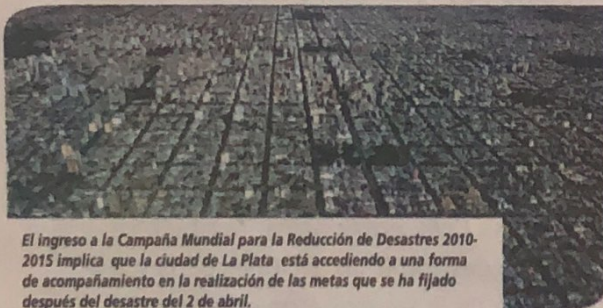 El ingreso a la Campaña Mundial para la Reducción de Desastres 2010-
2015 implica que la ciudad de La Plata está accediendo a una forma
de acompañamiento en la realización de las metas que se ha fijado
después del desastre del 2 de abril.